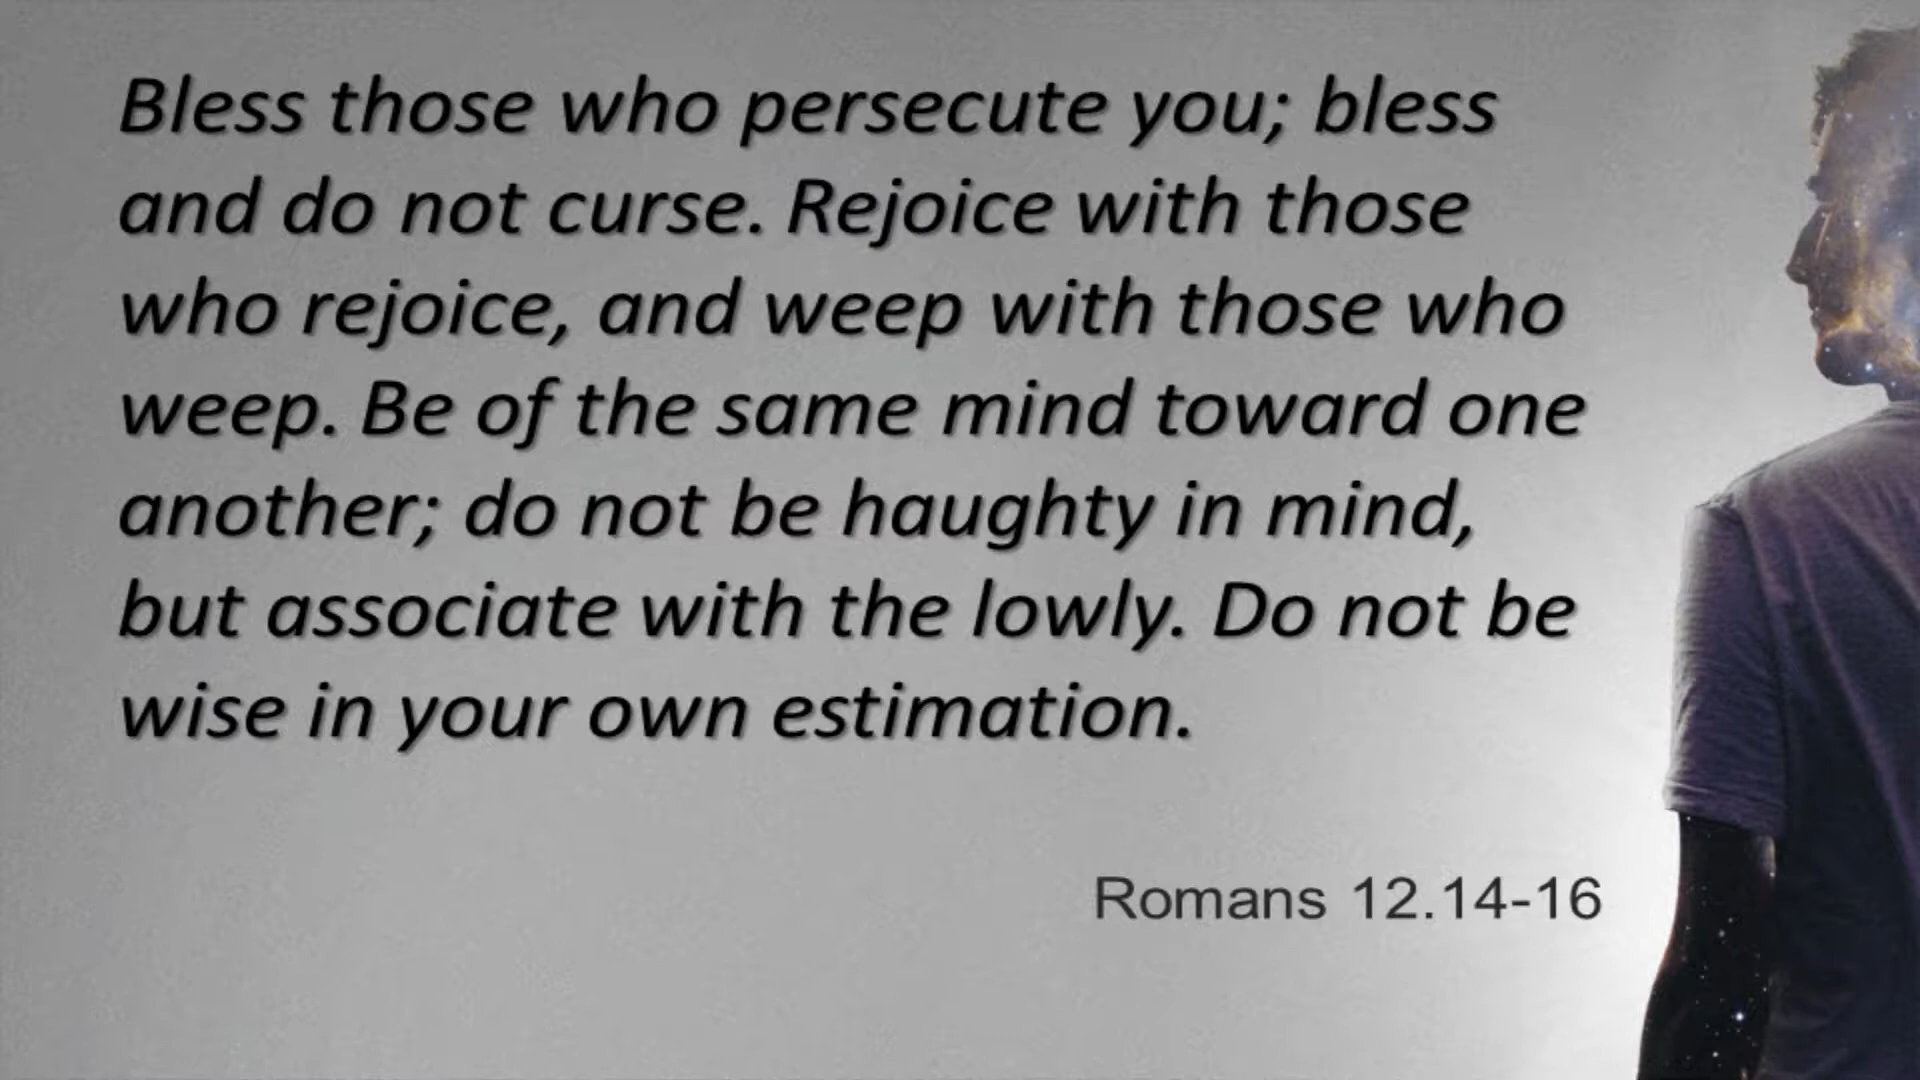 Bless those who persecute you; bless
and do not curse. Rejoice with those
who rejoice, and weep with those who
weep. Be of the same mind toward one
another; do not be haughty in mind,
but associate with the lowly. Do not be
wise in your own estimation.
Romans 12.14-16